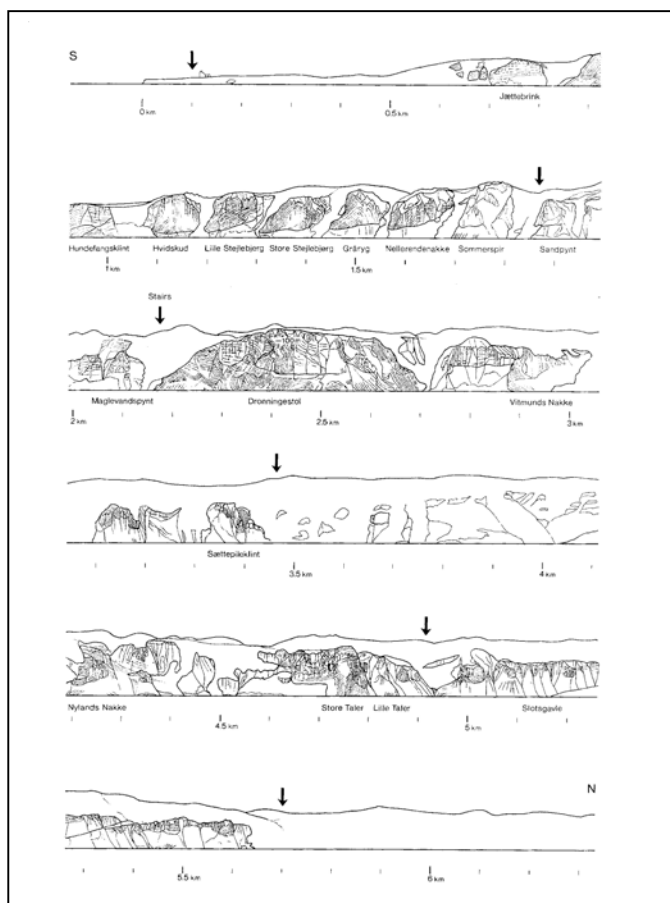 S
0 km 0.5 km
Jættebrink
Hundefangsklint Hvidskud Lille Stejlebjerg Store Stejlebjerg Gråryg Nellerendenakke Sommerspir Sandpynt
1 km 1.5 km
Stairs
Maglevandspynt Dronningestol Vitmunds Nakke
2 km 2.5 km 3 km
Sættepikklint
3.5 km 4 km
Nylands Nakke Store Taler Lille Taler Slotsgavle
4.5 km 5 km
N
5.5 km 6 km